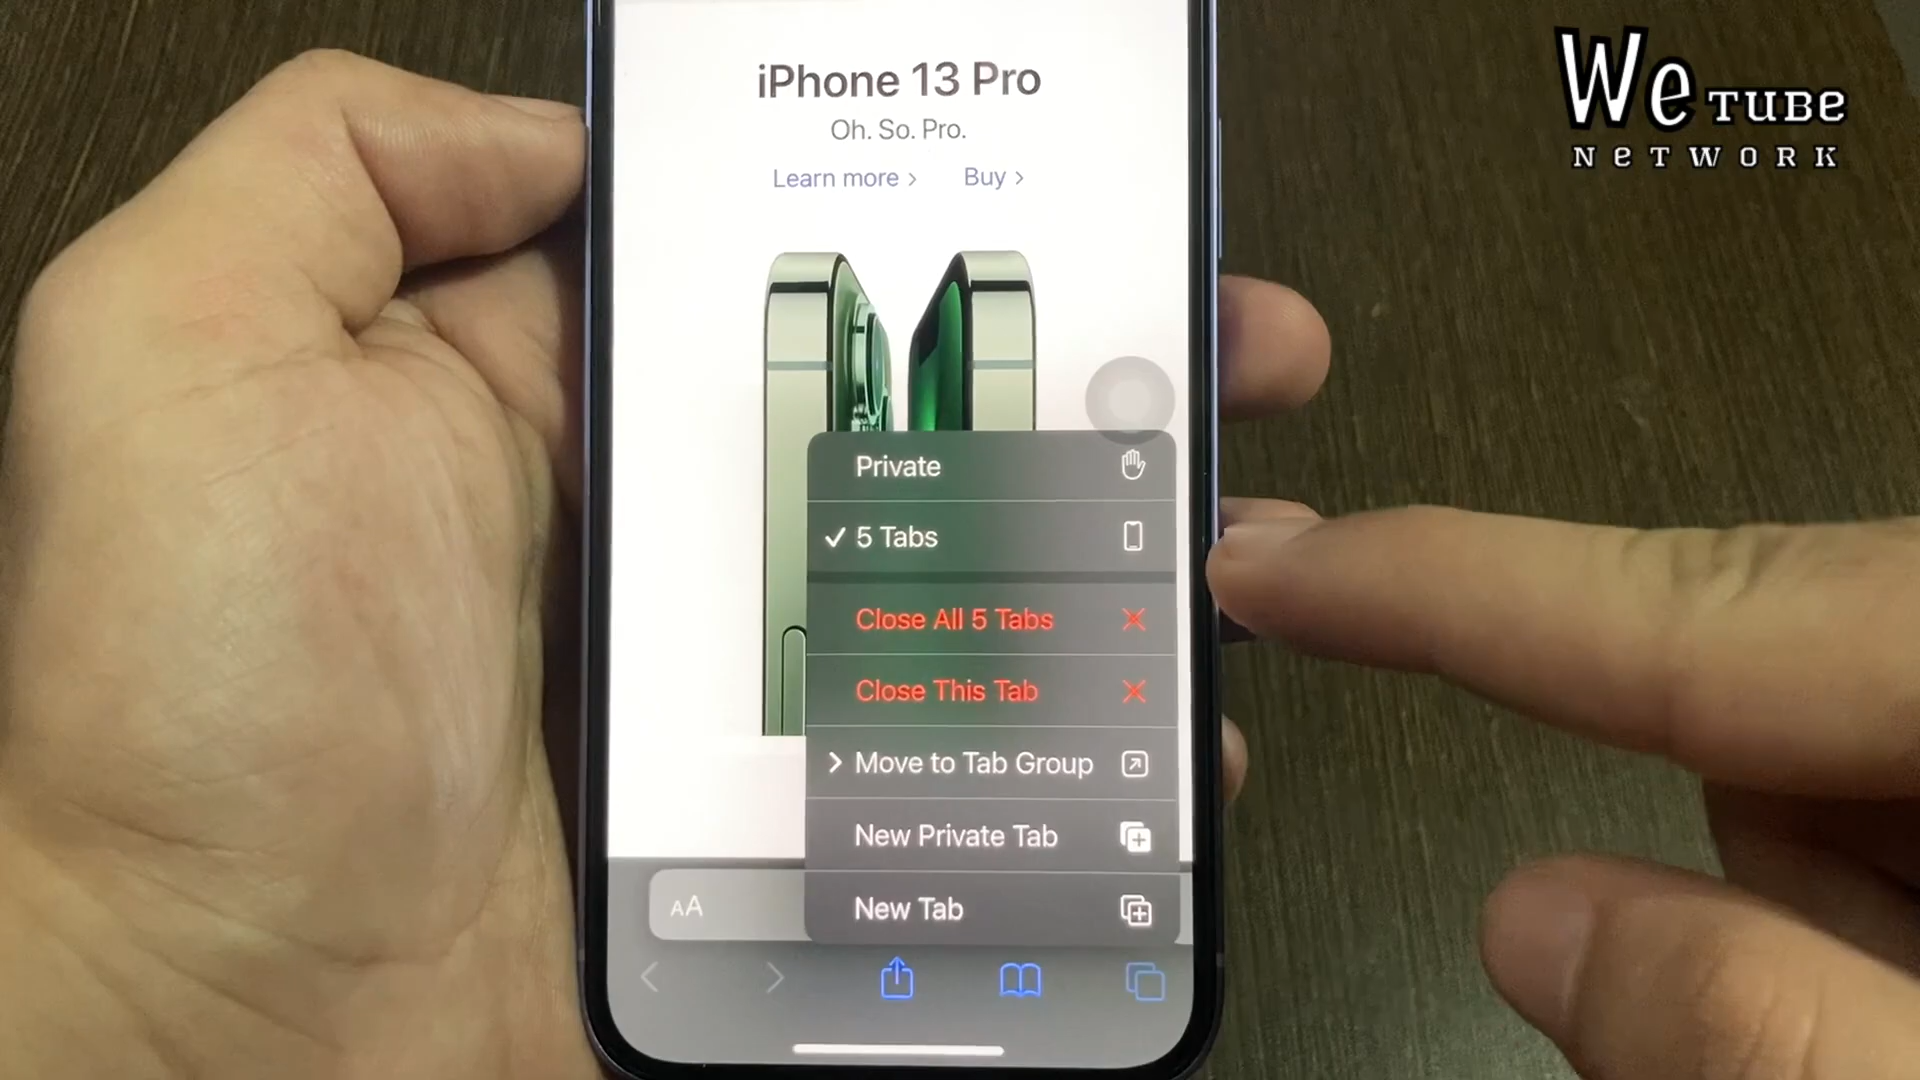 We TUBe
NeTWORK
iPhone 13 Pro
Oh. So. Pro.
Learn more > Buy >
Private
✓ 5 Tabs
Close All 5 Tabs
Close This Tab
> Move to Tab Group
New Private Tab
New Tab
AA